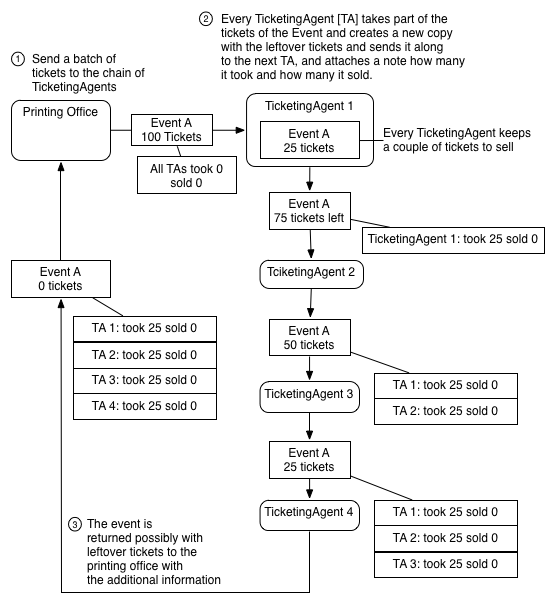 ② Every TicketingAgent [TA] takes part of the
tickets of the Event and creates a new copy
with the leftover tickets and sends it along
to the next TA, and attaches a note how many
it took and how many it sold.
① Send a batch of
tickets to the chain of
TicketingAgents
Printing Office
Event A
100 Tickets
All TAs took 0
sold 0
TicketingAgent 1
Event A
25 tickets
Every TicketingAgent keeps
a couple of tickets to sell
Event A
75 tickets left
TicketingAgent 1: took 25 sold 0
TciketingAgent 2
Event A
0 tickets
TA 1: took 25 sold 0
TA 2: took 25 sold 0
TA 3: took 25 sold 0
TA 4: took 25 sold 0
Event A
50 tickets
TA 1: took 25 sold 0
TA 2: took 25 sold 0
TicketingAgent 3
Event A
25 tickets
TA 1: took 25 sold 0
TA 2: took 25 sold 0
TA 3: took 25 sold 0
TicketingAgent 4
③ The event is
returned possibly with
leftover tickets to the
printing office with
the additional information